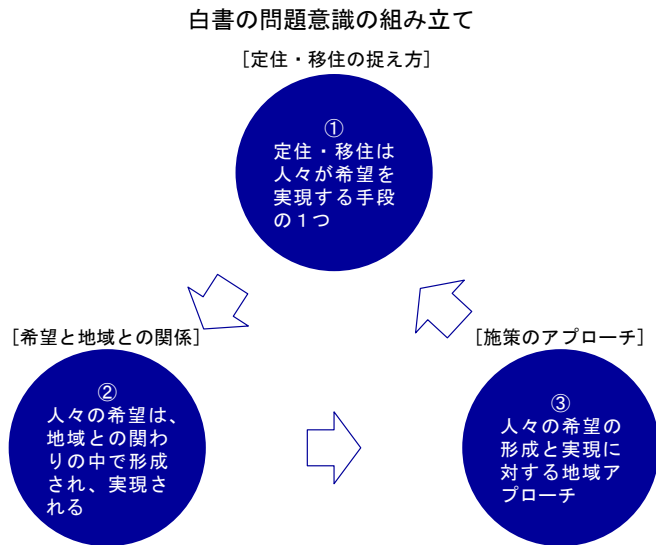 白書の問題意識の組み立て
［定住・移住の捉え方］
①
定住・移住は
人々が希望を
実現する手段
の１つ
［希望と地域との関係］
②
人々の希望は、
地域との関わ
りの中で形成
され、実現さ
れる
［施策のアプローチ］
③
人々の希望の
形成と実現に
対する地域ア
プローチ